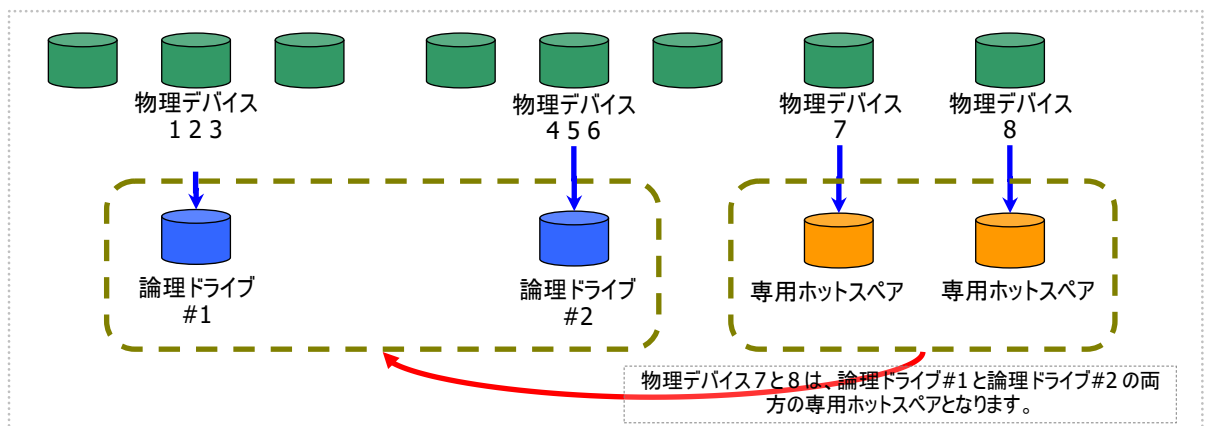 物理デバイス
1 2 3
物理デバイス
4 5 6
物理デバイス
7
物理デバイス
8
論理ドライブ
#1
論理ドライブ
#2
専用ホットスペア
専用ホットスペア
物理デバイス7と8は、論理ドライブ#1と論理ドライブ#2の両
方の専用ホットスペアとなります。